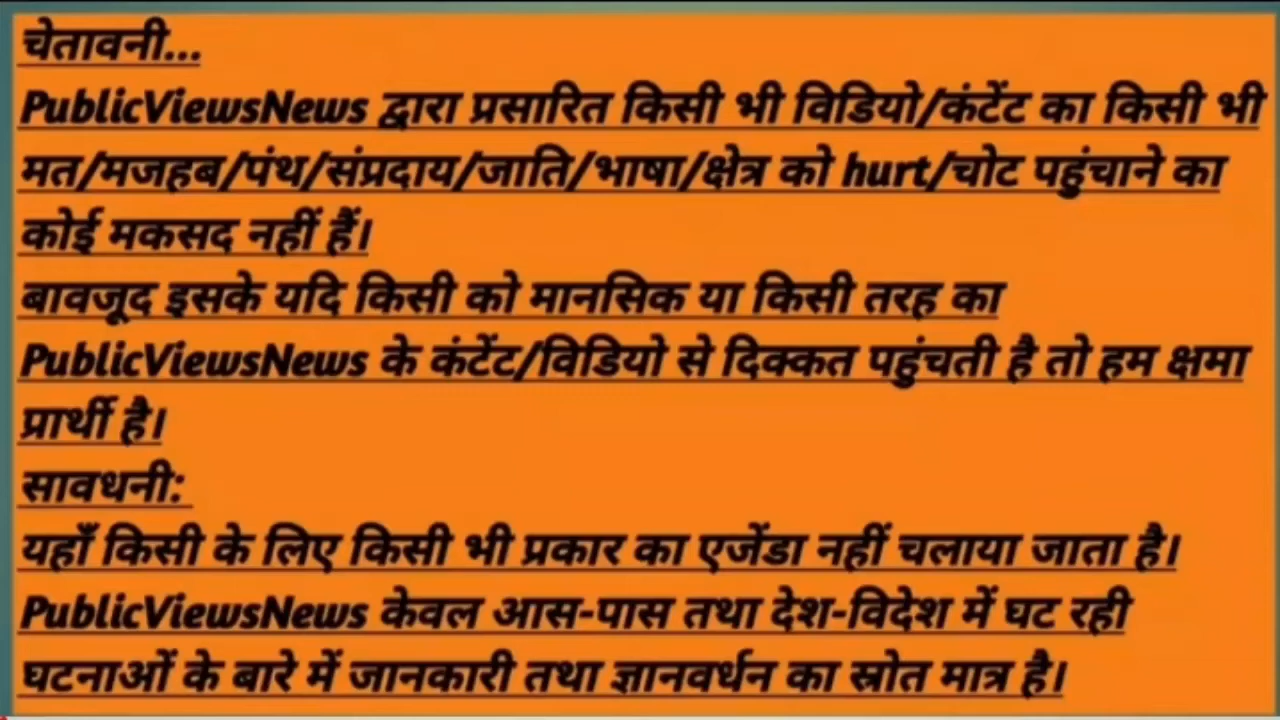 चेतावनी...
PublicViewsNews द्वारा प्रसारित किसी भी विडियो/कंटेंट का किसी भी
मत/मजहब/पंथ/संप्रदाय/जाति/भाषा/क्षेत्र को hurt/चोट पहुंचाने का
कोई मकसद नहीं हैं।
बावजूद इसके यदि किसी को मानसिक या किसी तरह का
PublicViewsNews के कंटेंट/विडियो से दिक्कत पहुंचती है तो हम क्षमा
प्रार्थी है।
सावधनी:
यहाँ किसी के लिए किसी भी प्रकार का एजेंडा नहीं चलाया जाता है।
PublicViewsNews केवल आस-पास तथा देश-विदेश में घट रही
घटनाओं के बारे में जानकारी तथा ज्ञानवर्धन का स्रोत मात्र है।